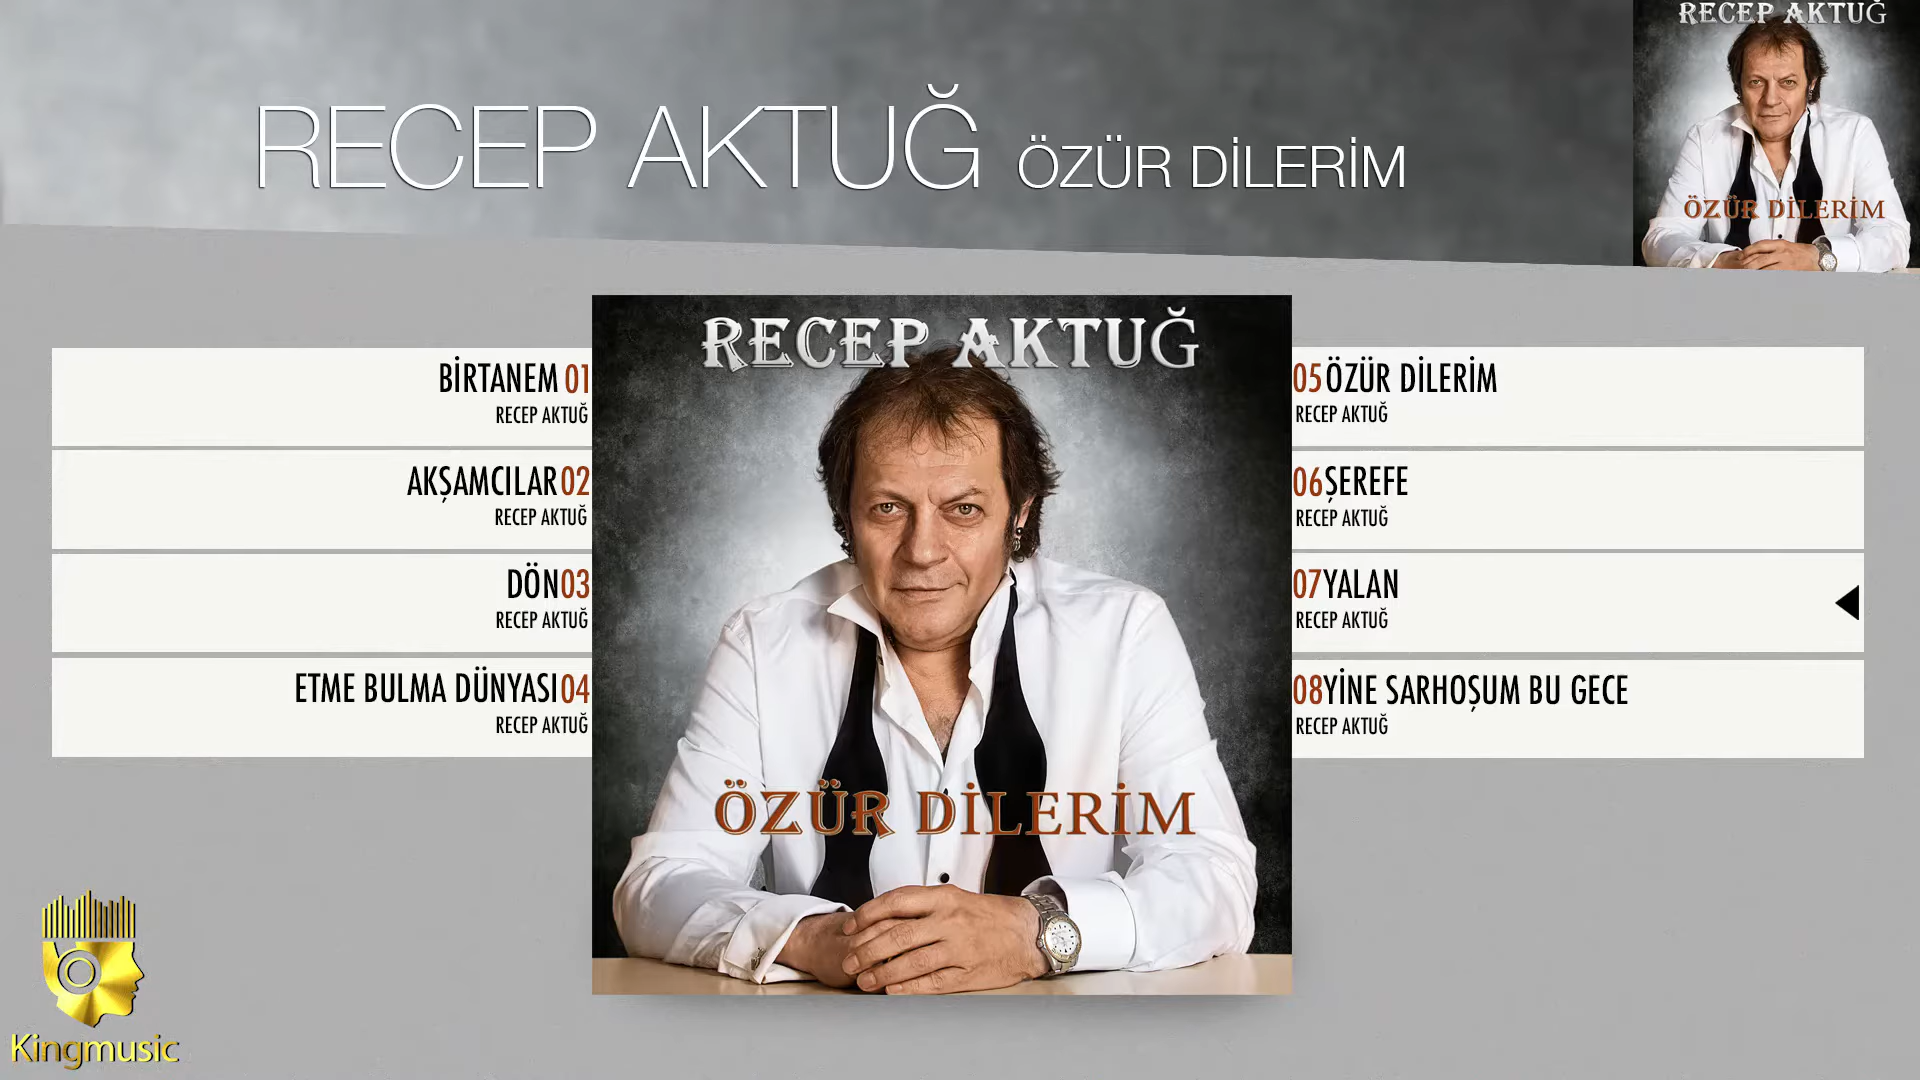 RECEP AKTUĞ ÖZÜR DİLERİM
RECEP AKTUĞ
ÖZÜR DİLERİM
BİRTANEM 01
RECEP AKTUĞ
AKŞAMCILAR 02
RECEP AKTUĞ
DÖN 03
RECEP AKTUĞ
ETME BULMA DÜNYASI 04
RECEP AKTUĞ
RECEP AKTUĞ
ÖZÜR DİLERİM
05 ÖZÜR DİLERİM
RECEP AKTUĞ
06 ŞEREFE
RECEP AKTUĞ
07 YALAN
RECEP AKTUĞ
08 YİNE SARHOŞUM BU GECE
RECEP AKTUĞ
Kingmusic